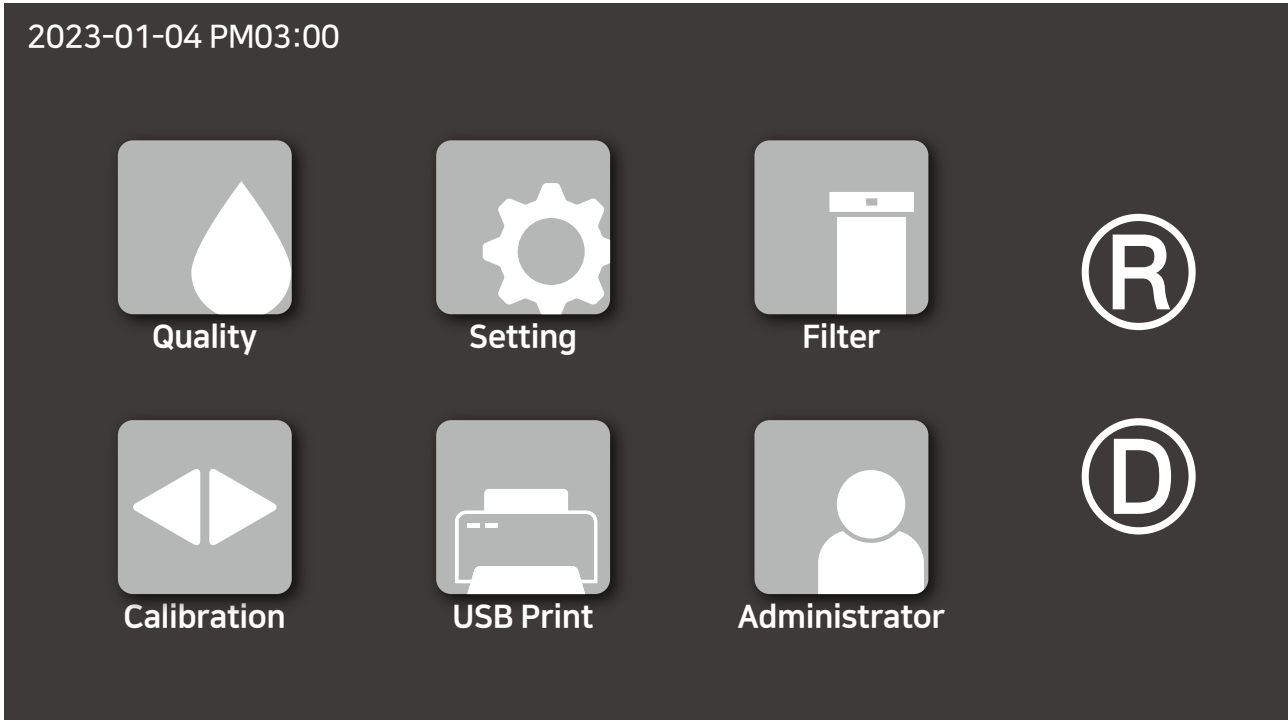 2023-01-04 PM03:00
Quality
Setting
Filter
R
Calibration
USB Print
Administrator
D